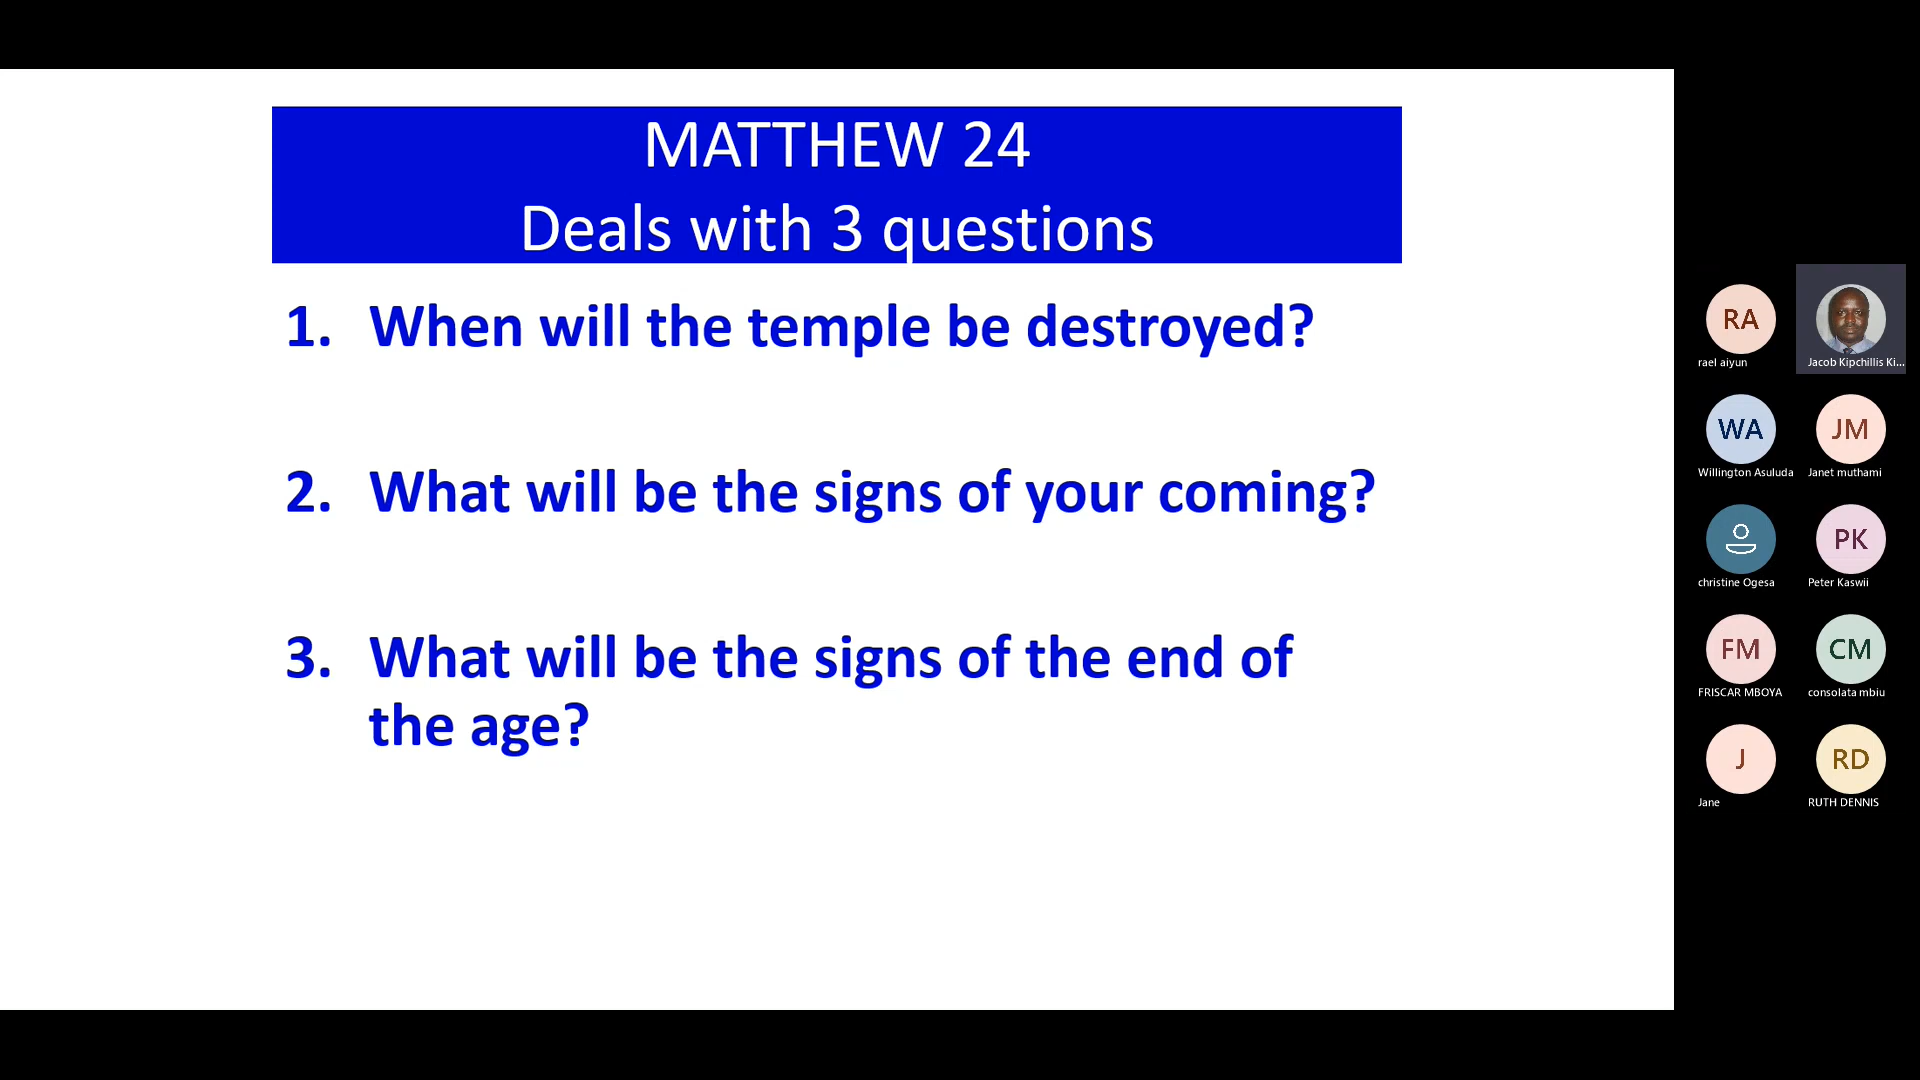 MATTHEW 24
Deals with 3 questions
1. When will the temple be destroyed?
2. What will be the signs of your coming?
3. What will be the signs of the end of
the age?
RA
rael aiyun
Jacob Kipchillis Ki...
WA
Willington Asuluda
JM
Janet muthami
christine Ogesa
PK
Peter Kaswii
FM
FRISCAR MBOYA
CM
consolata mbiu
J
Jane
RD
RUTH DENNIS